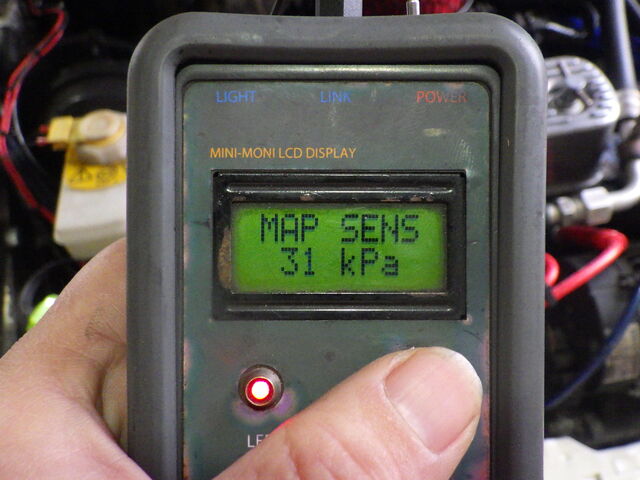 LIGHT LINK POWER
MINI-MONI LCD DISPLAY
MAP SENS
31 kPa